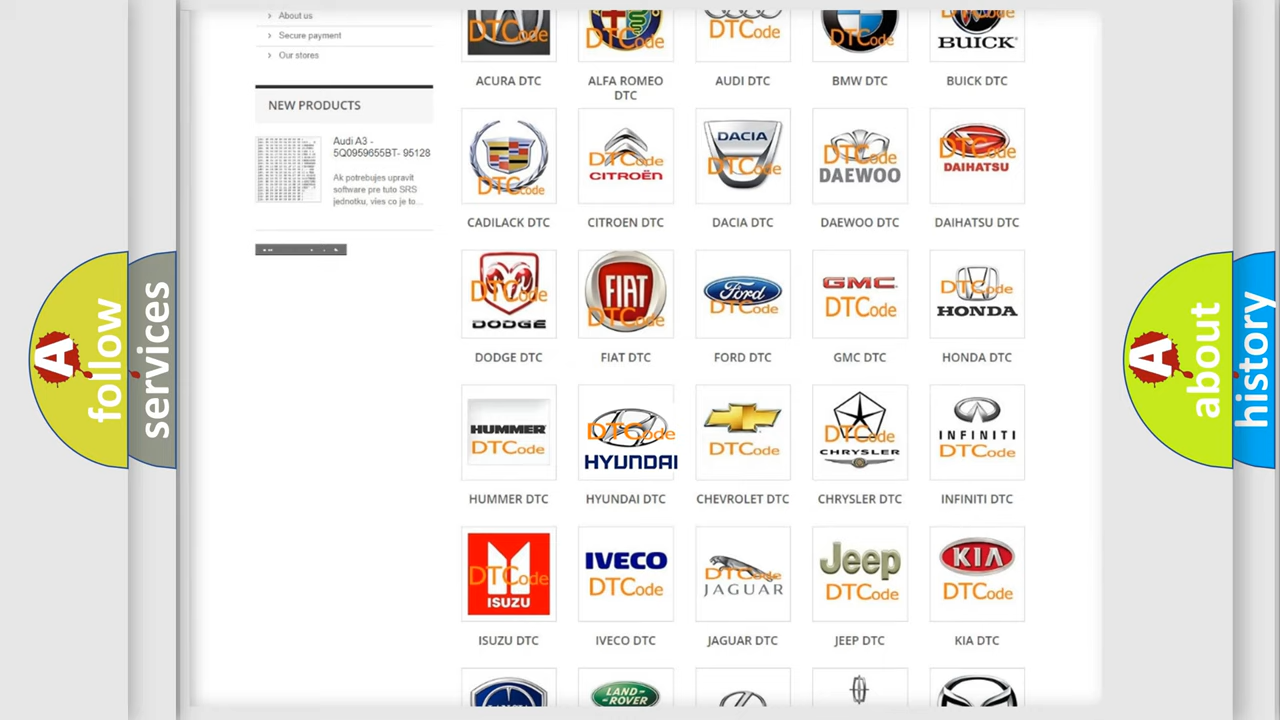 About us
Secure payment
Our stores
NEW PRODUCTS
Audi A3 -
5Q0959655BT- 95128
Ak potrebujes upravit
software pre tuto SRS
jednotku, vies co je to...
DTCode
DTCode
DTCode
DTCode
BUICK
ACURA DTC
ALFA ROMEO
DTC
AUDI DTC
BMW DTC
BUICK DTC
DTCode
DTCode
CITROËN
DACIA
DTCode
DTCode
DAEWOO
DTCode
DAIHATSU
CADILACK DTC
CITROEN DTC
DACIA DTC
DAEWOO DTC
DAIHATSU DTC
DTCode
DODGE
FIAT
DTCode
Ford
DTCode
GMC
DTCode
DTCode
HONDA
DODGE DTC
FIAT DTC
FORD DTC
GMC DTC
HONDA DTC
HUMMER
DTCode
DTCode
HYUNDAI
DTCode
DTCode
CHRYSLER
INFINITI
DTCode
HUMMER DTC
HYUNDAI DTC
CHEVROLET DTC
CHRYSLER DTC
INFINITI DTC
DTCode
ISUZU
IVECO
DTCode
DTCode
JAGUAR
Jeep
DTCode
KIA
DTCode
ISUZU DTC
IVECO DTC
JAGUAR DTC
JEEP DTC
KIA DTC
LAND-
ROVER
A
follow
services
A
about
history